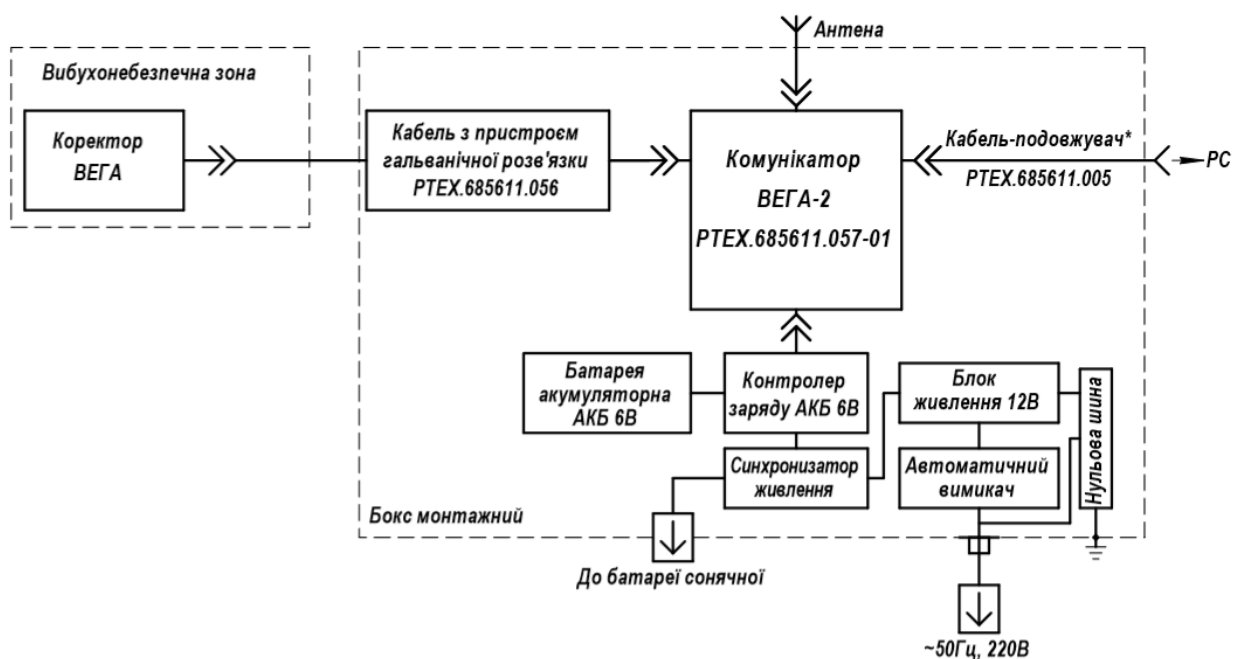 Антена
Вибухонебезпечна зона
Коректор
ВЕГА
Кабель з пристроєм
гальванічної розв'язки
РТЕХ.685611.056
Комунікатор
ВЕГА-2
РТЕХ.685611.057-01
Кабель-подовжувач*
РТЕХ.685611.005
PC
Батарея
акумуляторна
АКБ 6В
Контролер
заряду АКБ 6В
Блок
живлення 12В
Нульова шина
Синхронизатор
живлення
Автоматичний
вимикач
Бокс монтажний
До батареї сонячної
~50Гц, 220В